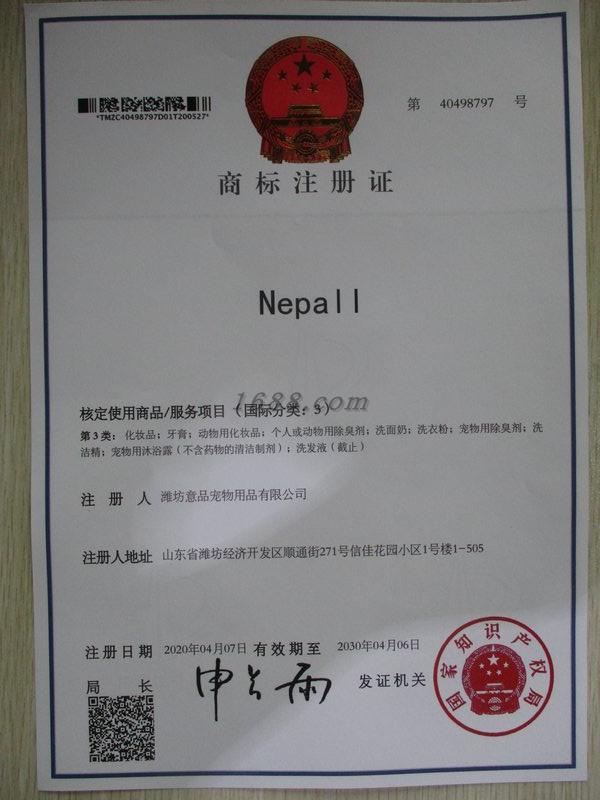 *TMZC40498797D01T200527*
第 40498797 号
商标注册证
Nepall
1688.com
核定使用商品/服务项目（国际分类：3）
第3类：化妆品；牙膏；动物用化妆品；个人或动物用除臭剂；洗面奶；洗衣粉；宠物用除臭剂；洗
洁精；宠物用沐浴露（不含药物的清洁制剂）；洗发液（截止）
注册人 潍坊意品宠物用品有限公司
注册人地址 山东省潍坊经济开发区顺通街271号信佳花园小区1号楼1-505
注册日期 2020年04月07日 有效期至 2030年04月06日
局长 申长雨 发证机关
国家知识产权局